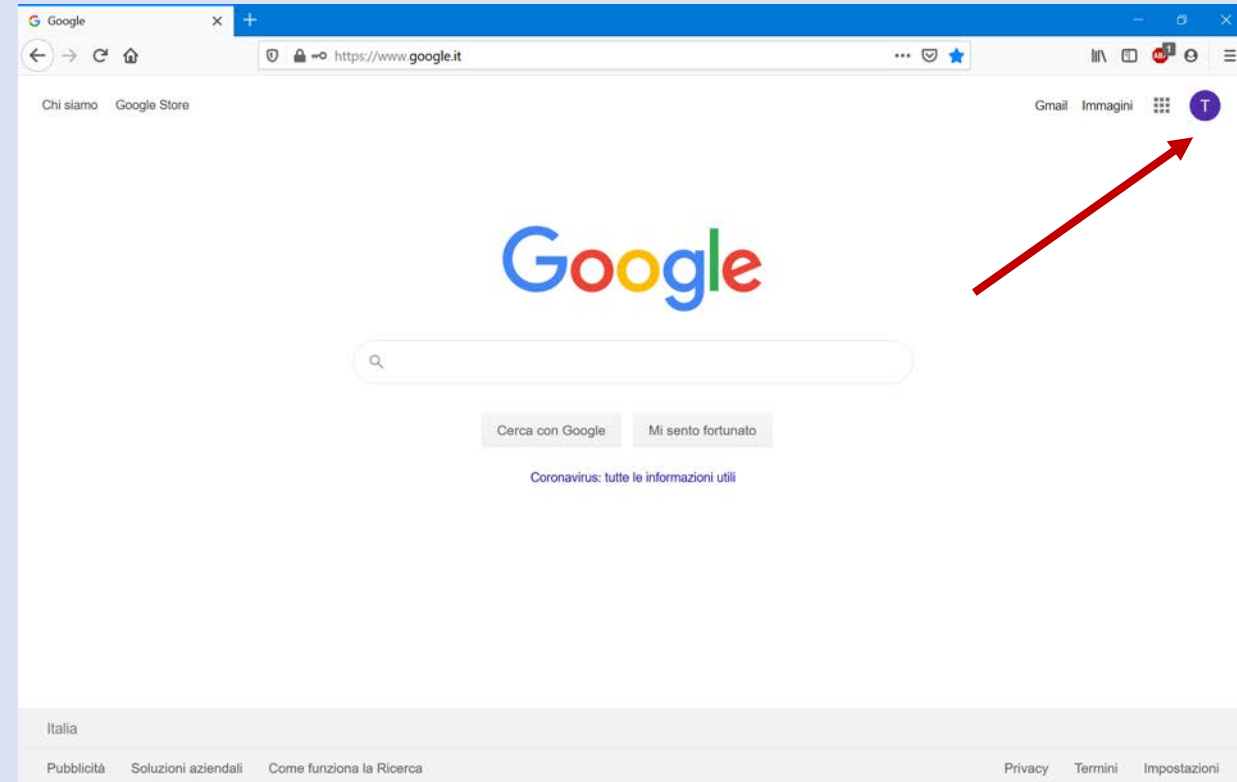 Google
https://www.google.it
1
Chi siamo Google Store
Gmail Immagini T
Google
Cerca con Google Mi sento fortunato
Coronavirus: tutte le informazioni utili
Italia
Pubblicità Soluzioni aziendali Come funziona la Ricerca
Privacy Termini Impostazioni